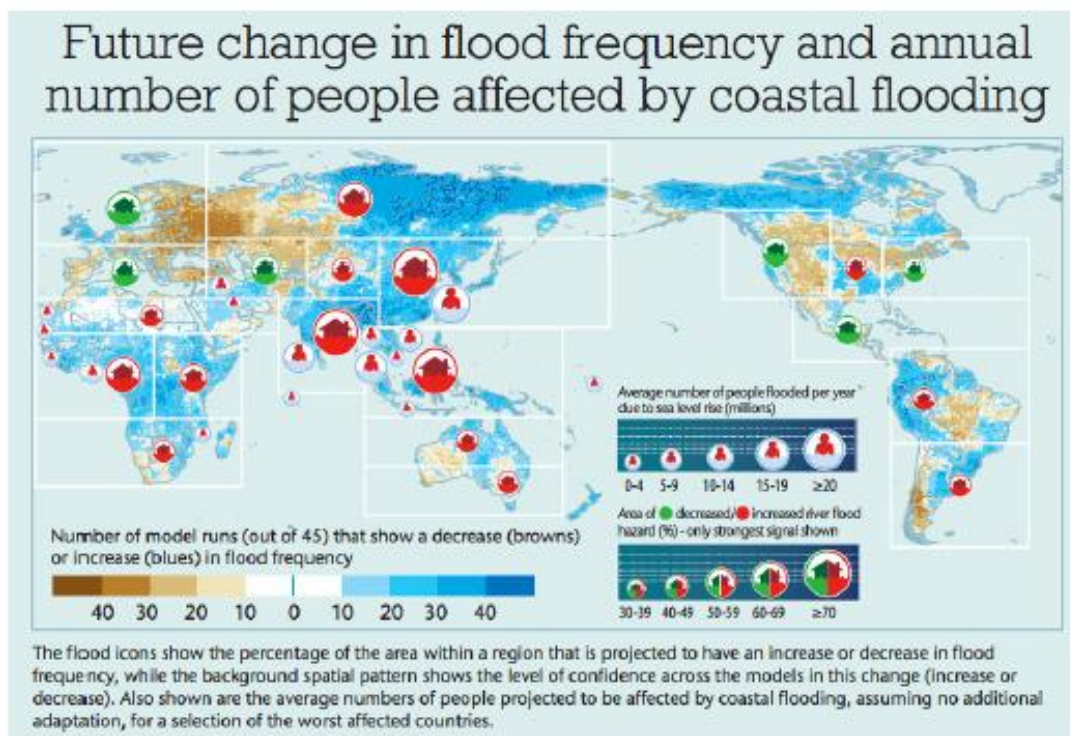 Future change in flood frequency and annual
number of people affected by coastal flooding
Average number of people flooded per year
due to sea level rise (millions)
0-4 5-9 10-14 15-19 ≥20
Area of decreased/ increased river flood
hazard (%) - only strongest signal shown
30-39 40-49 50-59 60-69 ≥70
Number of model runs (out of 45) that show a decrease (browns)
or increase (blues) in flood frequency
40 30 20 10 0 10 20 30 40
The flood icons show the percentage of the area within a region that is projected to have an increase or decrease in flood
frequency, while the background spatial pattern shows the level of confidence across the models in this change (increase or
decrease). Also shown are the average numbers of people projected to be affected by coastal flooding, assuming no additional
adaptation, for a selection of the worst affected countries.